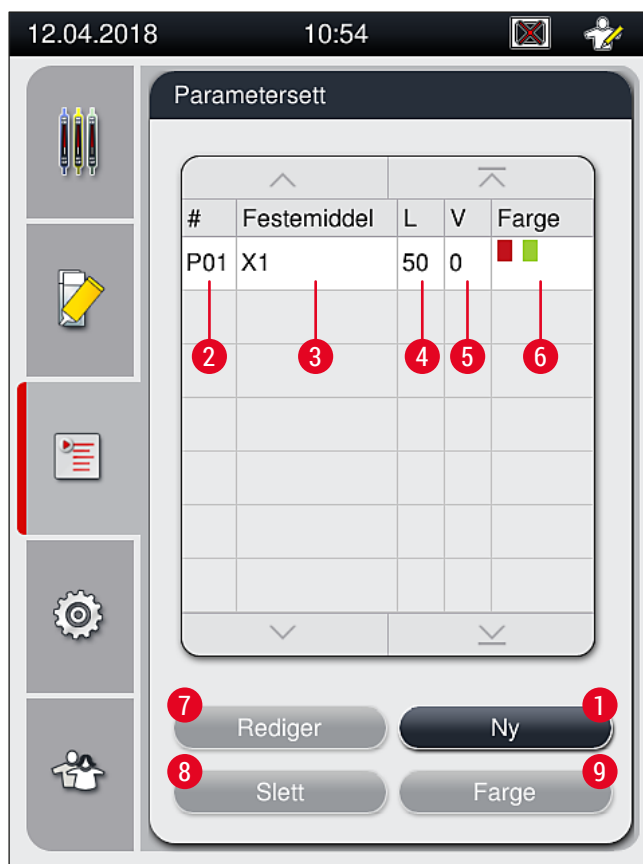 12.04.2018 10:54
Parametersett
# Festemiddel L V Farge
P01 X1 50 0
2 3 4 5 6
7 1
Rediger Ny
8 9
Slett Farge